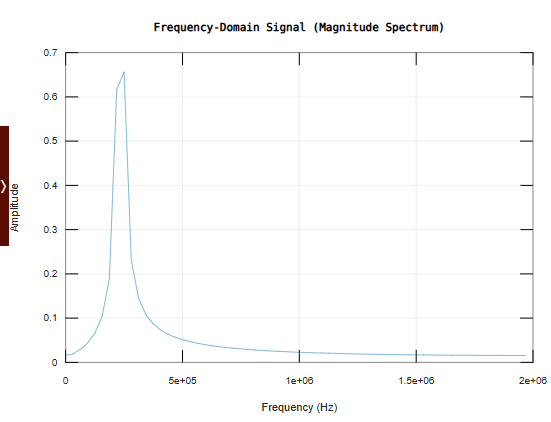 Frequency-Domain Signal (Magnitude Spectrum)
0.7
0.6
0.5
0.4
0.3
0.2
0.1
0
Amplitude
0 5e+05 1e+06 1.5e+06 2e+06
Frequency (Hz)